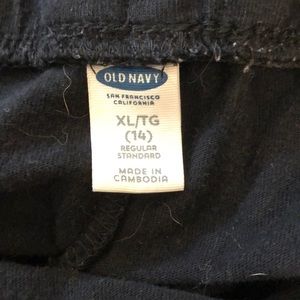 OLD NAVY
SAN FRANCISCO
CALIFORNIA
XL/TG
(14)
REGULAR
STANDARD
MADE IN
CAMBODIA